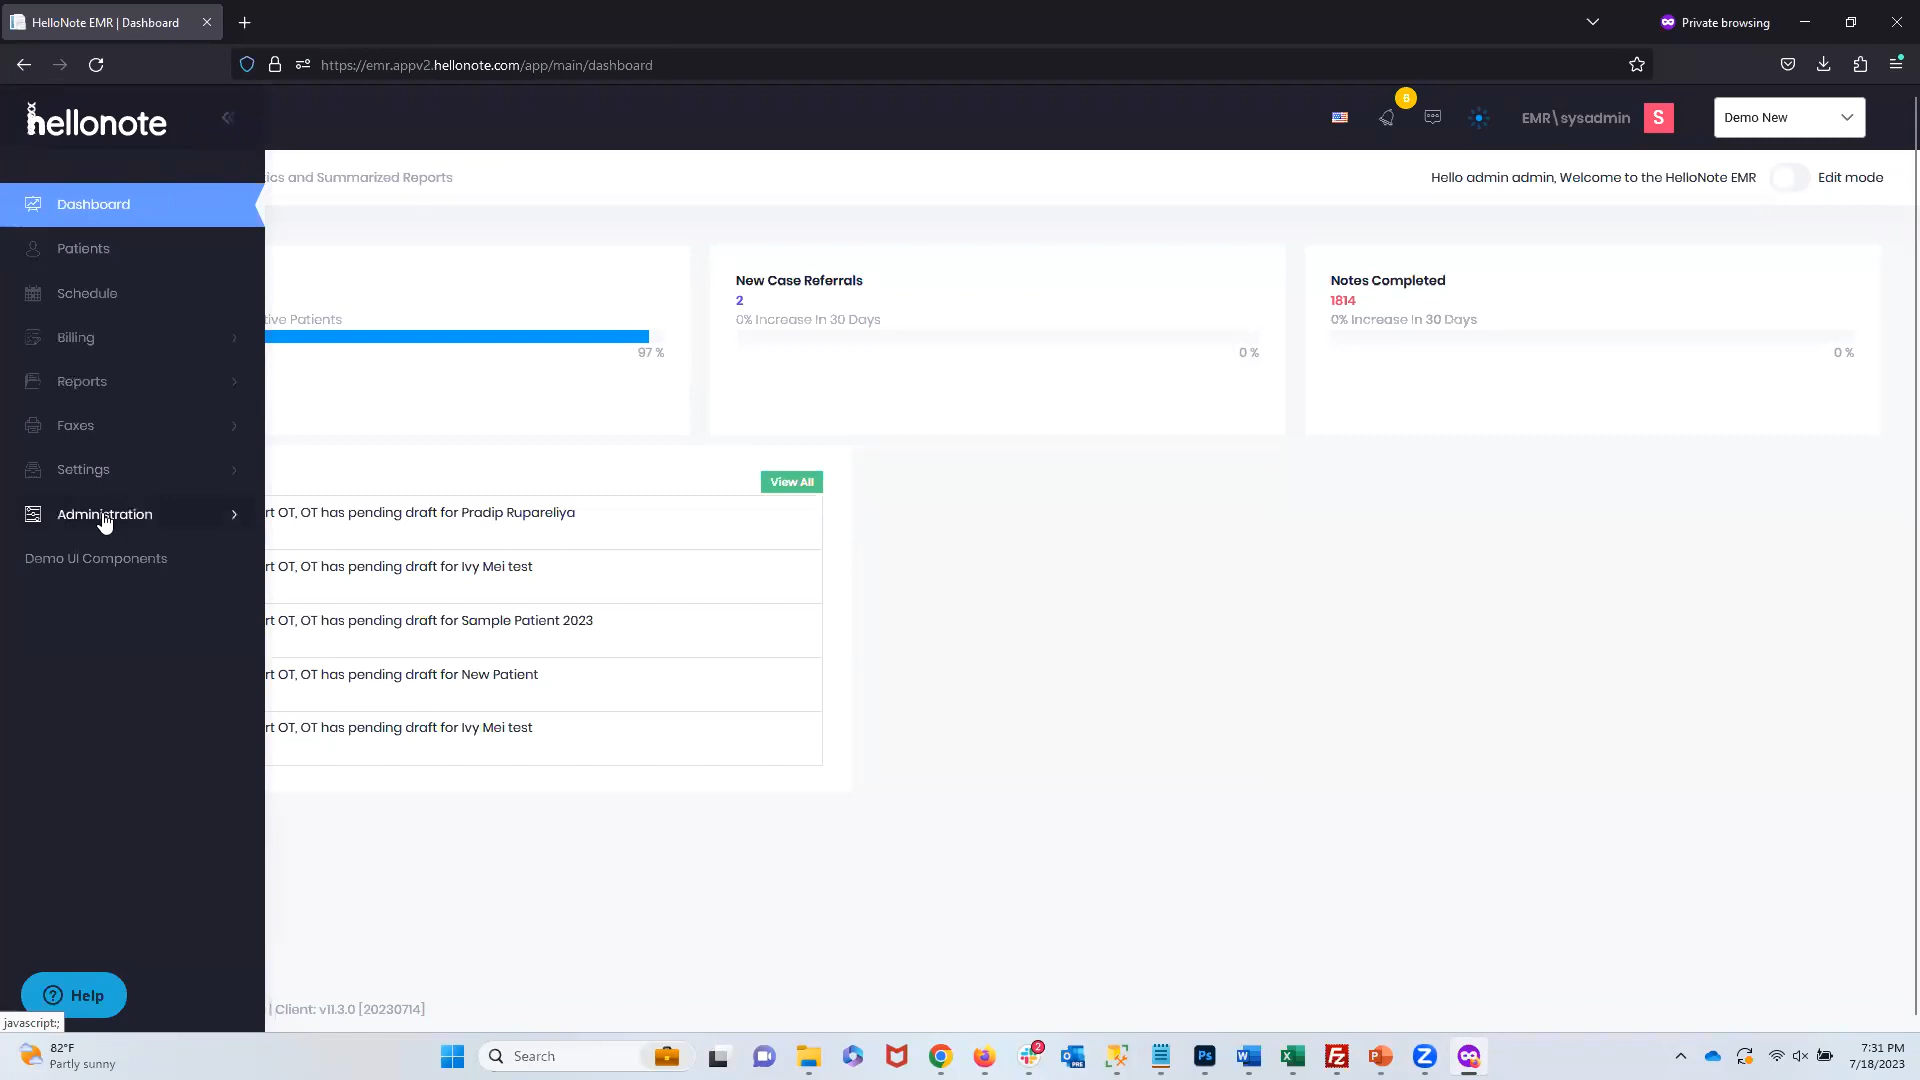 HelloNote EMR | Dashboard
Private browsing
https://emr.appv2.hellonote.com/app/main/dashboard
hellonote
6
EMR\sysadmin
S
Demo New
ics and Summarized Reports
Hello admin admin, Welcome to the HelloNote EMR
Edit mode
Dashboard
Patients
Schedule
Billing
Reports
Faxes
Settings
Administration
Demo UI Components
tive Patients
97 %
New Case Referrals
2
0% Increase In 30 Days
0 %
Notes Completed
1814
0% Increase In 30 Days
0 %
View All
rt OT, OT has pending draft for Pradip Rupareliya
rt OT, OT has pending draft for Ivy Mei test
rt OT, OT has pending draft for Sample Patient 2023
rt OT, OT has pending draft for New Patient
rt OT, OT has pending draft for Ivy Mei test
Help
| Client: v11.3.0 [20230714]
javascript:;
82°F
Partly sunny
Search
2
Ps
W
X
Fz
P
Z
7:31 PM
7/18/2023